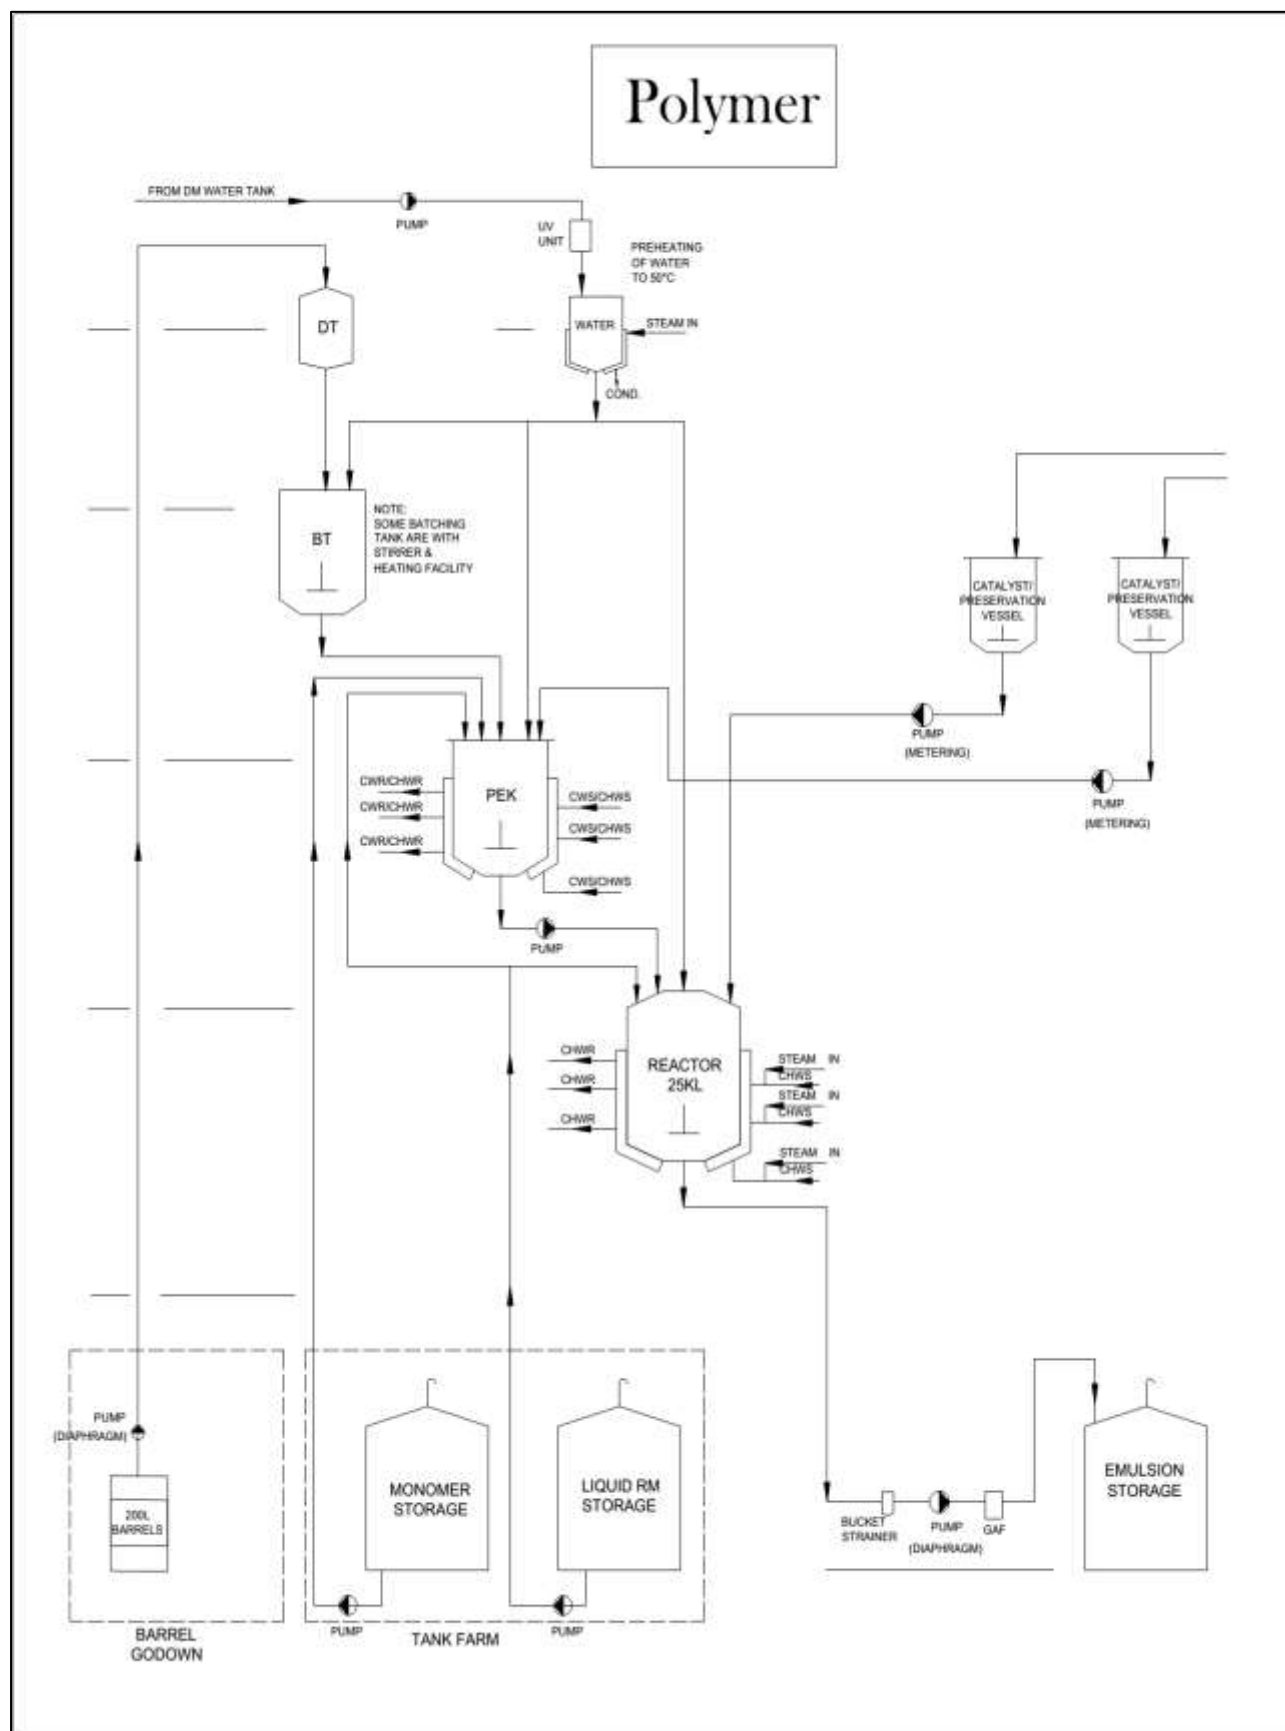 Polymer
FROM DM WATER TANK
PUMP
UV
UNIT
PREHEATING
OF WATER
TO 50°C
DT
WATER
STEAM IN
COND.
BT
NOTE:
SOME BATCHING
TANK ARE WITH
STIRRER &
HEATING FACILITY
CATALYST/
PRESERVATION
VESSEL
CATALYST/
PRESERVATION
VESSEL
PUMP
(METERING)
PUMP
(METERING)
PEK
CWR/CHWR
CWR/CHWR
CWR/CHWR
CWS/CHWS
CWS/CHWS
CWS/CHWS
PUMP
REACTOR
25KL
CHWR
CHWR
CHWR
STEAM IN
CHWS
STEAM IN
CHWS
STEAM IN
CHWS
PUMP
(DIAPHRAGM)
200L
BARRELS
BARREL
GODOWN
MONOMER
STORAGE
LIQUID RM
STORAGE
PUMP
TANK FARM
PUMP
BUCKET
STRAINER
PUMP
(DIAPHRAGM)
GAF
EMULSION
STORAGE